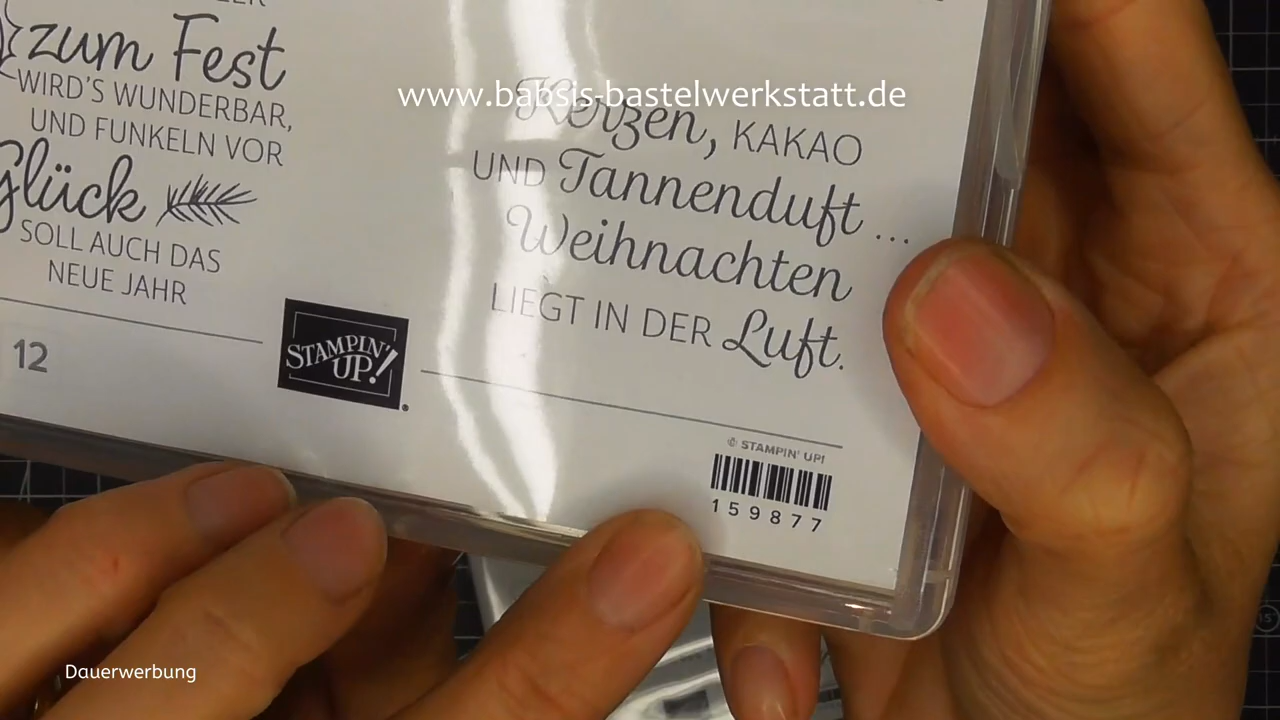 zum Fest
WIRD'S WUNDERBAR,
UND FUNKELN VOR
Glück
SOLL AUCH DAS
NEUE JAHR
12
STAMPIN' UP!
www.babsis-bastelwerkstatt.de
Kerzen, KAKAO
UND Tannenduft ...
Weihnachten
LIEGT IN DER Luft.
© STAMPIN' UP!
159877
Dauerwerbung